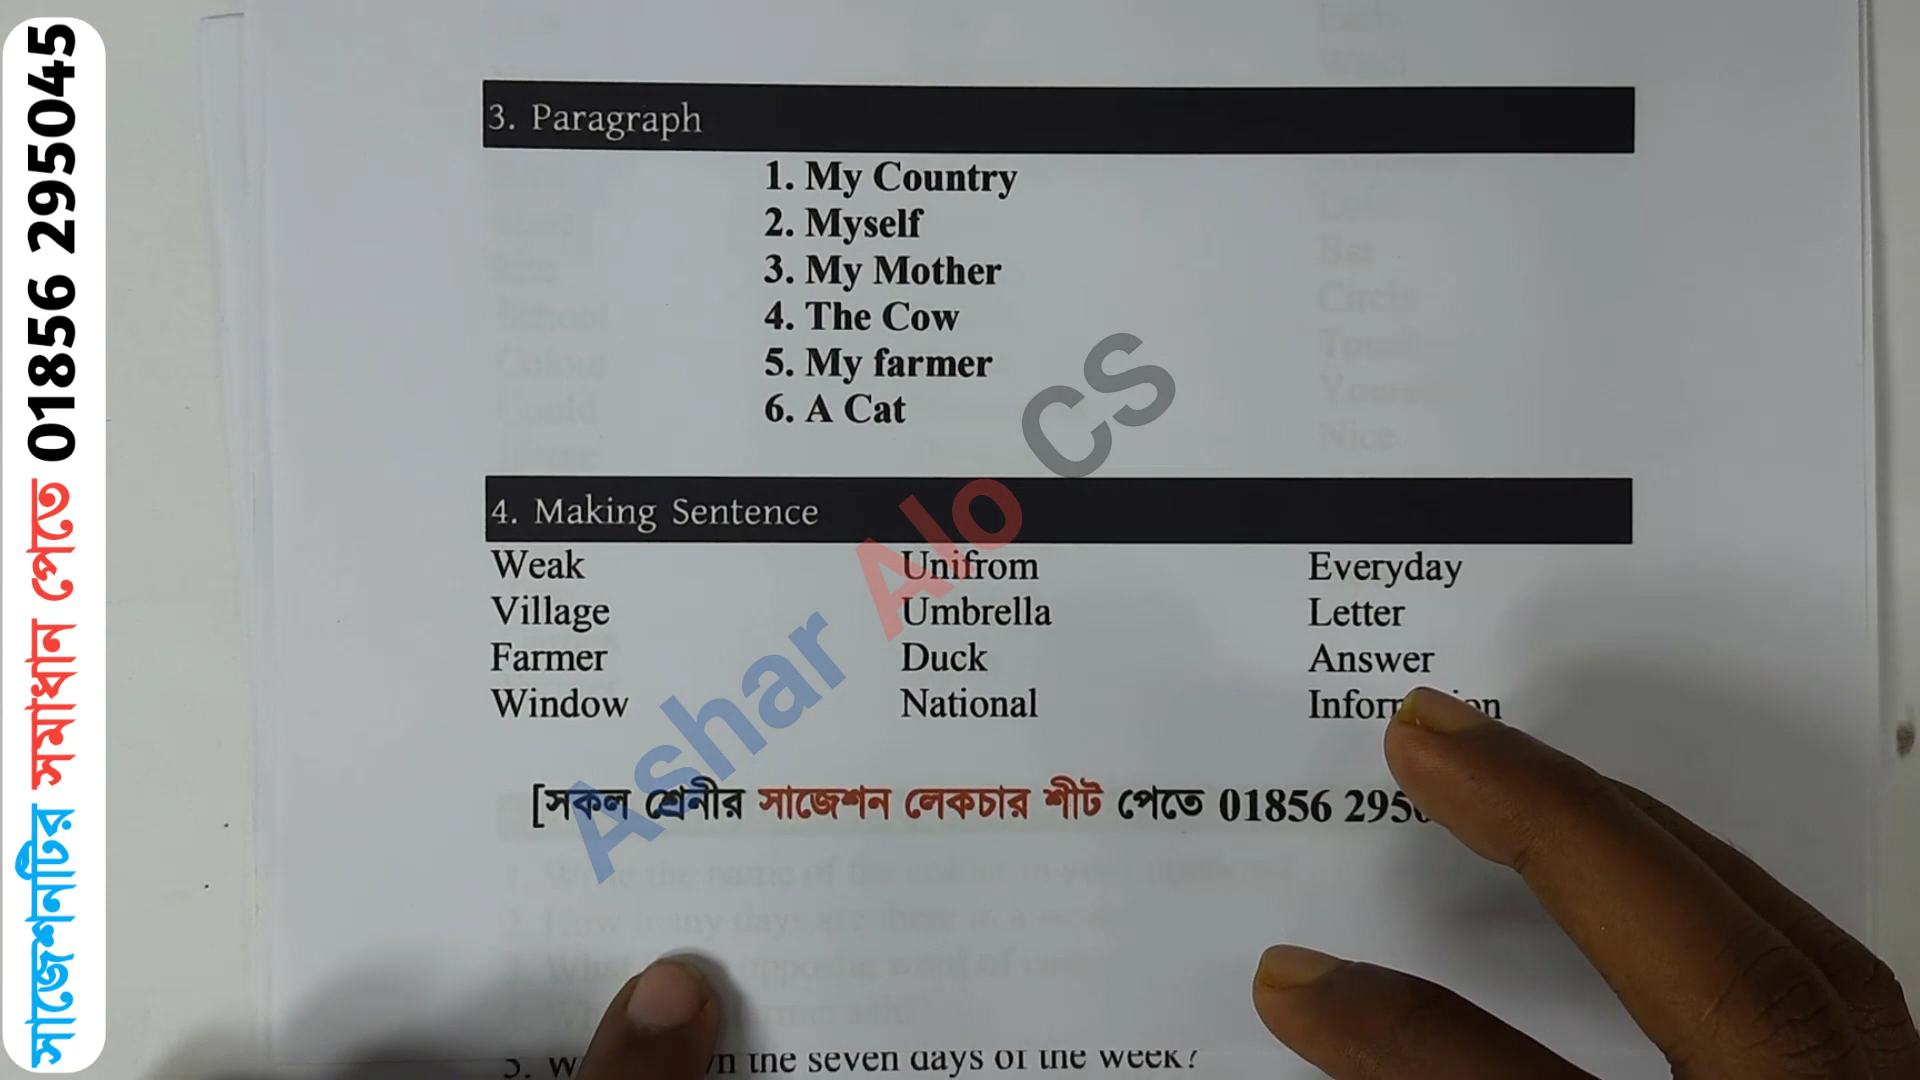 সাজেশনটির সমাধান পেতে 01856 295045
3. Paragraph
1. My Country
2. Myself
3. My Mother
4. The Cow
5. My farmer
6. A Cat
4. Making Sentence
Weak Unifrom Everyday
Village Umbrella Letter
Farmer Duck Answer
Window National
[সকল শ্রেনীর সাজেশন লেকচার শীট পেতে 01856
Ashar Alo CS
the seven days of the week?